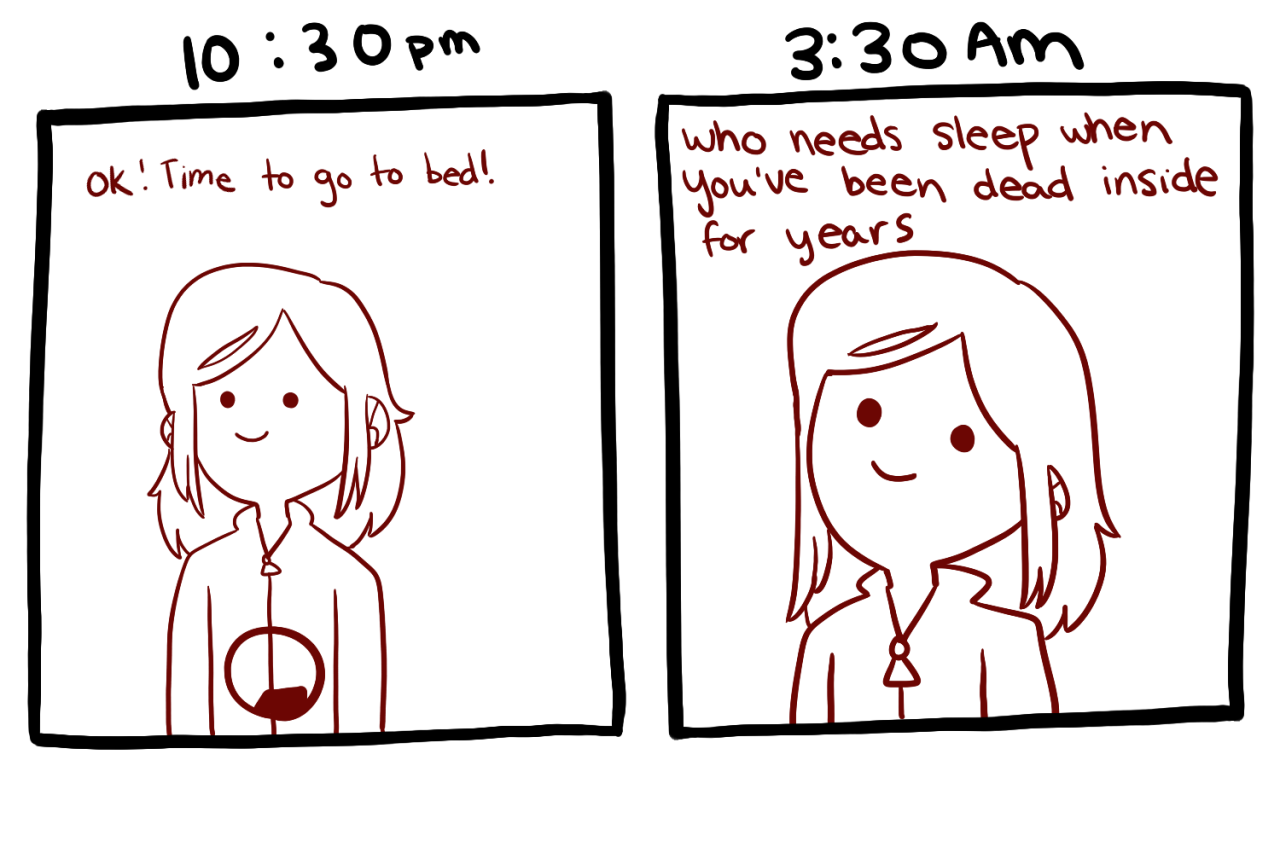 10:30pm
OK! Time to go to bed!
3:30 Am
who needs sleep when
you've been dead inside
for years